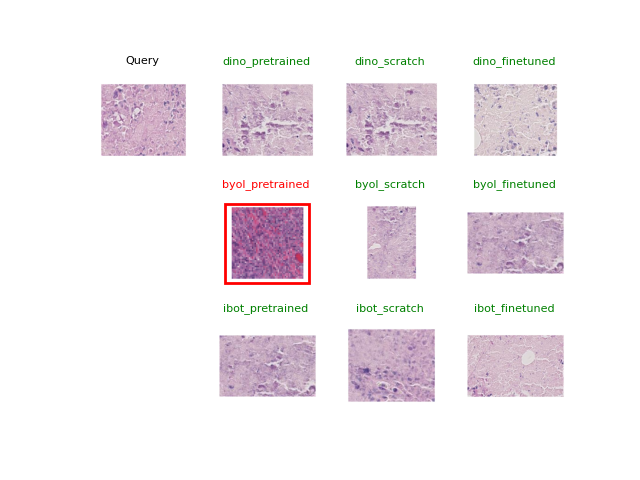 Query dino_pretrained dino_scratch dino_finetuned
byol_pretrained byol_scratch byol_finetuned
ibot_pretrained ibot_scratch ibot_finetuned